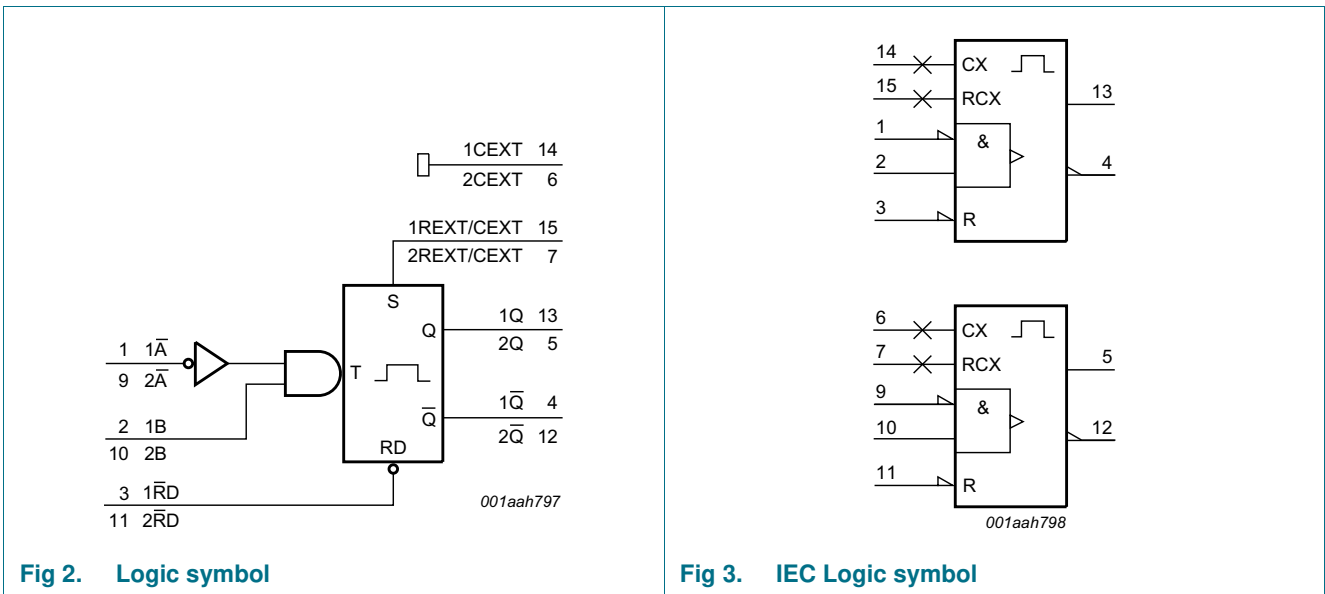 1CEXT 14
2CEXT 6
1REXT/CEXT 15
2REXT/CEXT 7
S
Q
1Q 13
2Q 5
1 1A̅
9 2A̅
T
Q̅
1Q̅ 4
2Q̅ 12
2 1B
10 2B
RD
3 1R̅D
11 2R̅D
001aah797
Fig 2. Logic symbol
14 CX
15 RCX
13
1
&
2
4
3 R
6 CX
7 RCX
5
9
&
10
12
11 R
001aah798
Fig 3. IEC Logic symbol